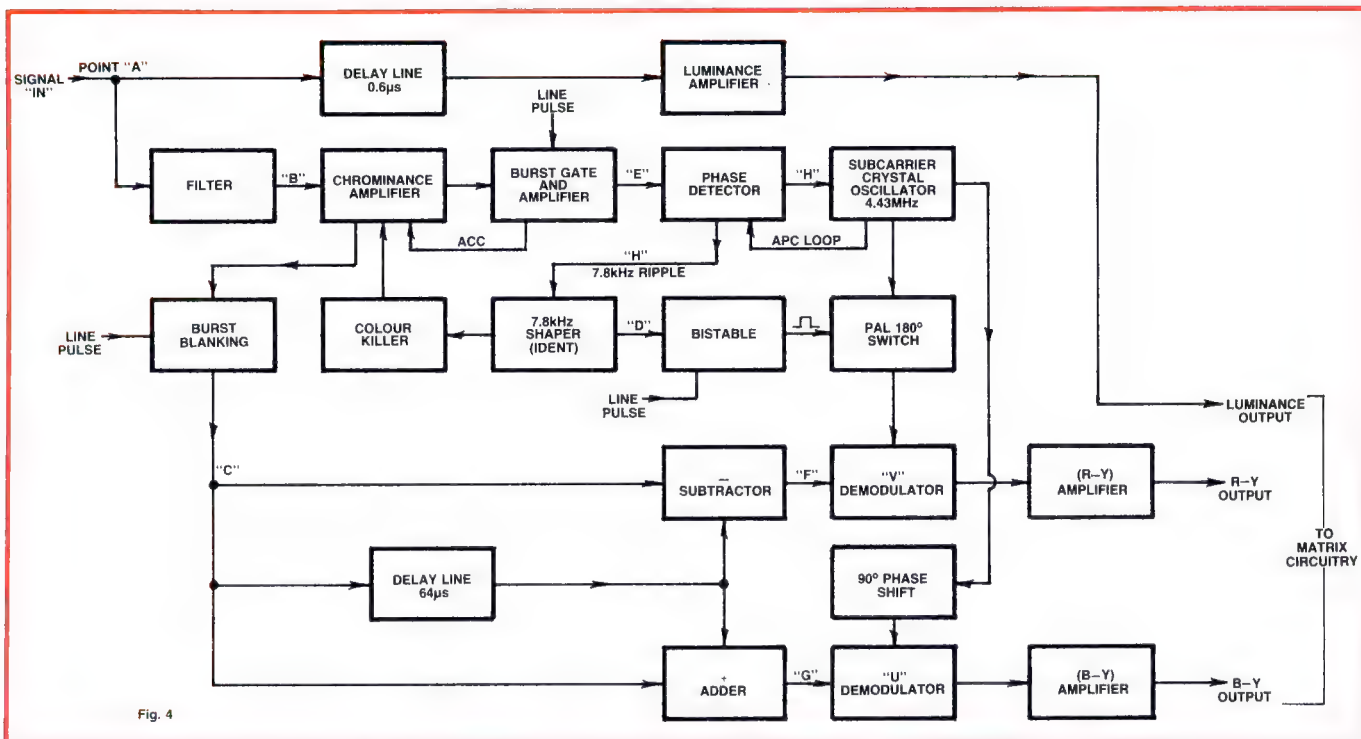 POINT "A"
SIGNAL
"IN"
DELAY LINE
0.6µs
LUMINANCE
AMPLIFIER
LINE
PULSE
FILTER
"B"
CHROMINANCE
AMPLIFIER
BURST GATE
AND
AMPLIFIER
"E"
PHASE
DETECTOR
"H"
SUBCARRIER
CRYSTAL
OSCILLATOR
4.43MHz
ACC
APC LOOP
"H"
7.8kHz RIPPLE
LINE
PULSE
BURST
BLANKING
COLOUR
KILLER
7.8kHz
SHAPER
(IDENT)
"D"
BISTABLE
PAL 180°
SWITCH
LINE
PULSE
LUMINANCE
OUTPUT
"C"
−
SUBTRACTOR
"F"
"V"
DEMODULATOR
(R−Y)
AMPLIFIER
R−Y
OUTPUT
TO
MATRIX
CIRCUITRY
DELAY LINE
64µs
90° PHASE
SHIFT
+
ADDER
"G"
"U"
DEMODULATOR
(B−Y)
AMPLIFIER
B−Y
OUTPUT
Fig. 4